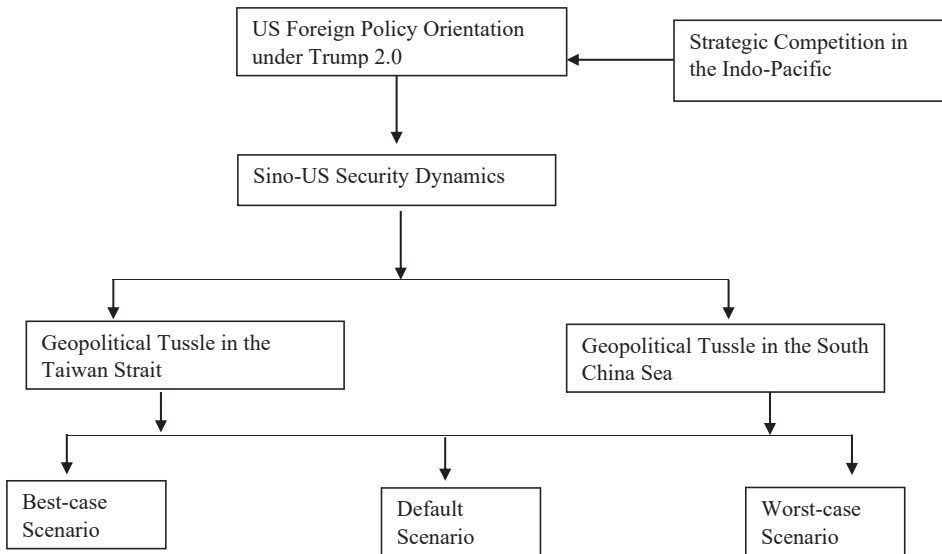 US Foreign Policy Orientation
under Trump 2.0
Strategic Competition in
the Indo-Pacific
Sino-US Security Dynamics
Geopolitical Tussle in the
Taiwan Strait
Geopolitical Tussle in the South
China Sea
Best-case
Scenario
Default
Scenario
Worst-case
Scenario